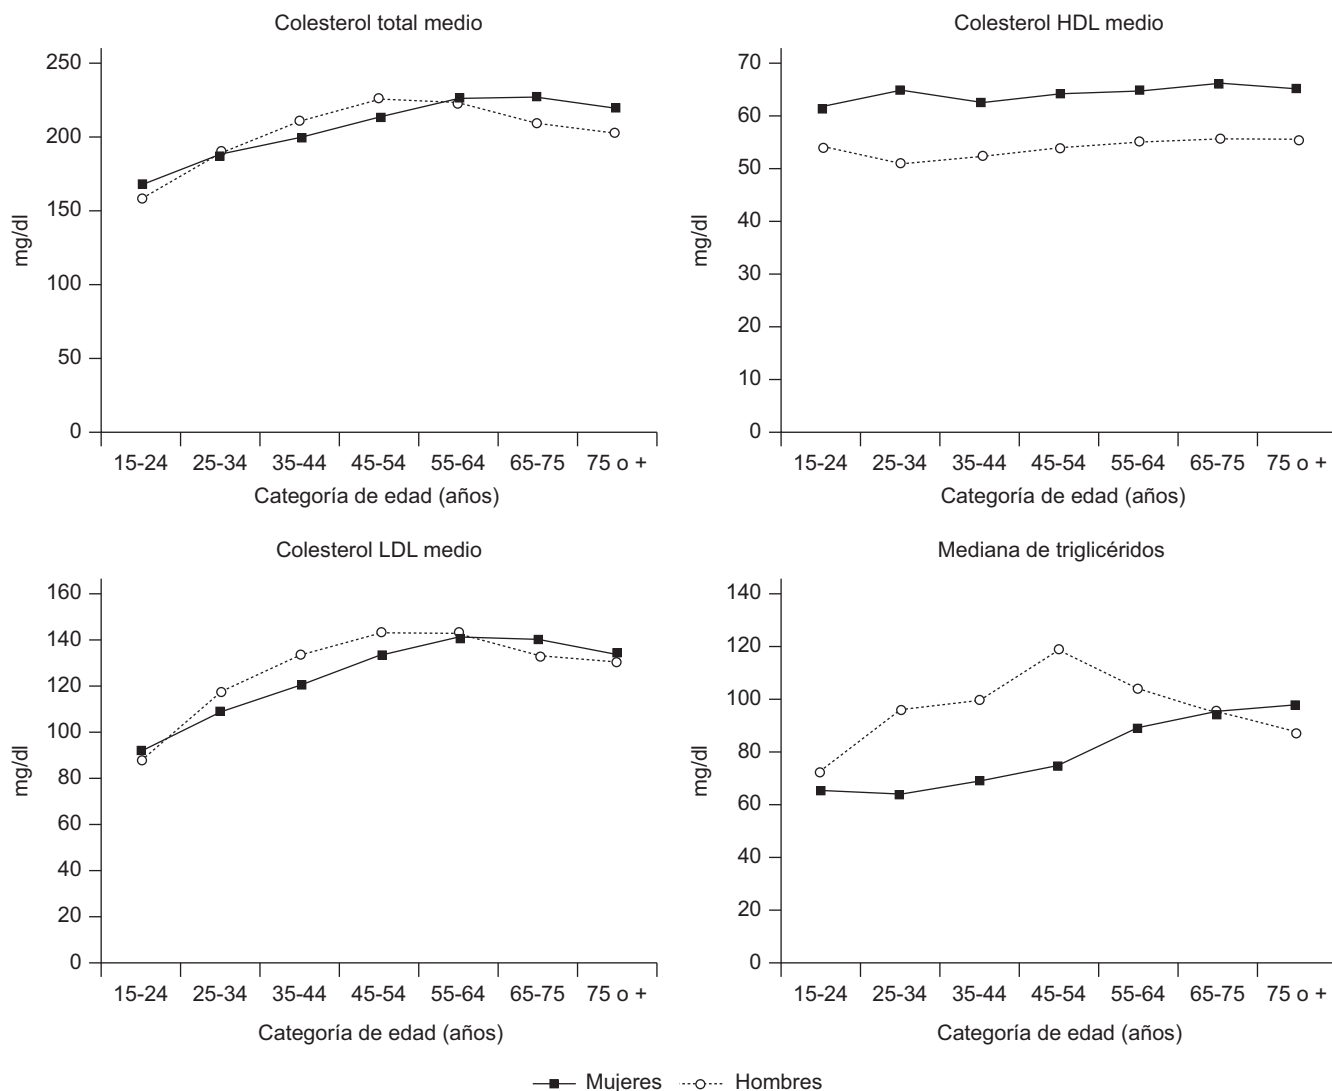 Colesterol total medio
250
200
150
100
50
0
mg/dl
15-24 25-34 35-44 45-54 55-64 65-75 75 o +
Categoría de edad (años)
Colesterol HDL medio
70
60
50
40
30
20
10
0
mg/dl
15-24 25-34 35-44 45-54 55-64 65-75 75 o +
Categoría de edad (años)
Colesterol LDL medio
160
140
120
100
80
60
40
20
0
mg/dl
15-24 25-34 35-44 45-54 55-64 65-75 75 o +
Categoría de edad (años)
Mediana de triglicéridos
140
120
100
80
60
40
20
0
mg/dl
15-24 25-34 35-44 45-54 55-64 65-75 75 o +
Categoría de edad (años)
Mujeres Hombres